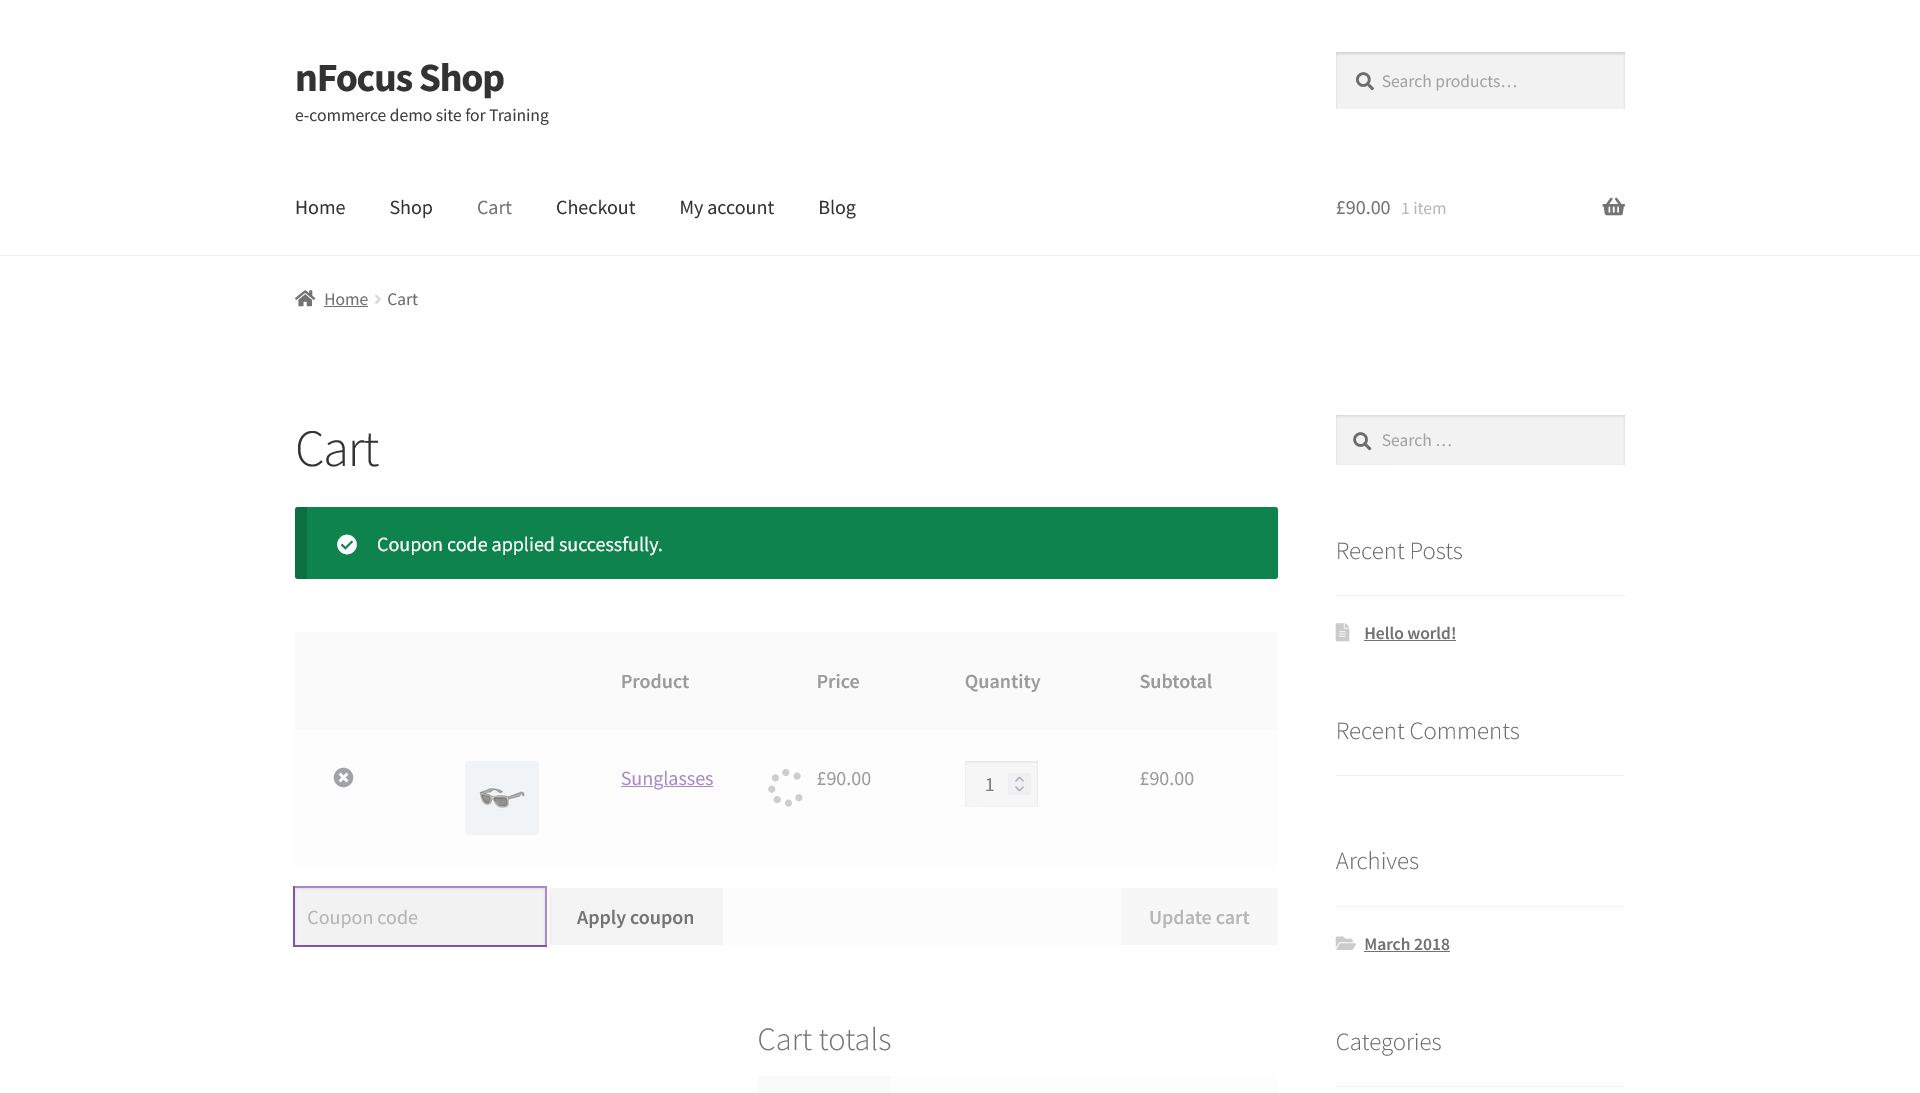 nFocus Shop
e-commerce demo site for Training
Search products…
Home Shop Cart Checkout My account Blog
£90.00 1 item
Home Cart
Cart
Coupon code applied successfully.
Product Price Quantity Subtotal
Sunglasses £90.00 1 £90.00
Coupon code Apply coupon Update cart
Cart totals
Search …
Recent Posts
Hello world!
Recent Comments
Archives
March 2018
Categories